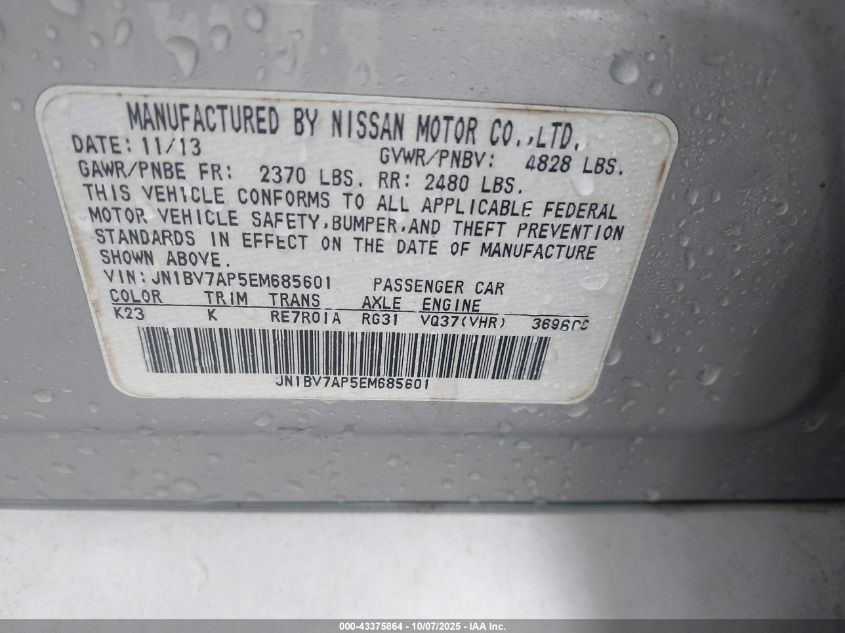 MANUFACTURED BY NISSAN MOTOR CO.,LTD.
DATE: 11/13 GVWR/PNBV: 4828 LBS.
GAWR/PNBE FR: 2370 LBS. RR: 2480 LBS.
THIS VEHICLE CONFORMS TO ALL APPLICABLE FEDERAL
MOTOR VEHICLE SAFETY,BUMPER,AND THEFT PREVENTION
STANDARDS IN EFFECT ON THE DATE OF MANUFACTURE
SHOWN ABOVE.
VIN:JN1BV7AP5EM685601 PASSENGER CAR
COLOR TRIM TRANS AXLE ENGINE
K23 K RE7R01A RG31 VQ37(VHR) 3696CC
JN1BV7AP5EM685601
000-43375864 - 10/07/2025 - IAA Inc.